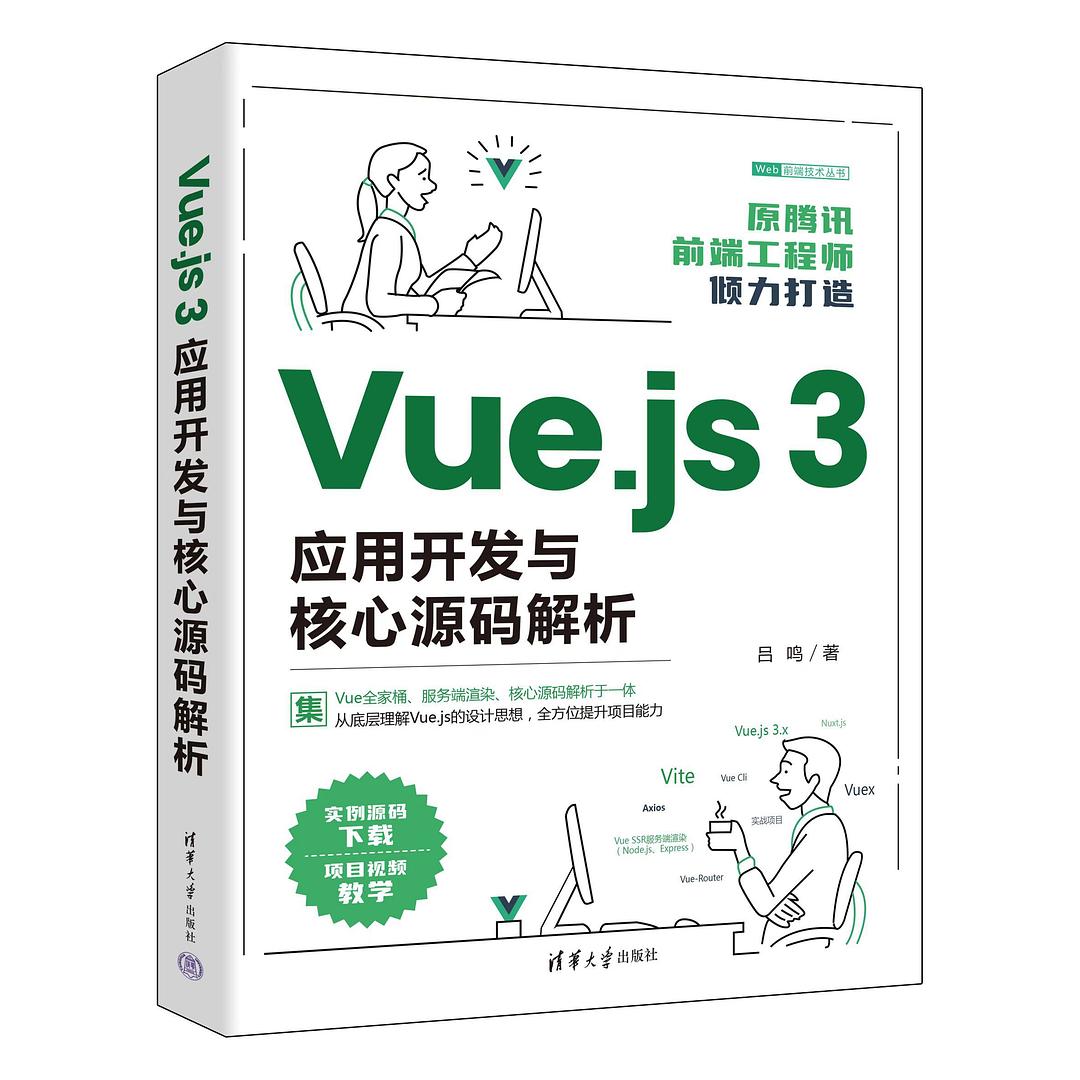 Vue.js 3 应用开发与核心源码解析
清华大学出版社
Web 前端技术丛书
原腾讯
前端工程师
倾力打造
Vue.js 3
应用开发与
核心源码解析
吕 鸣 / 著
集
Vue全家桶、服务端渲染、核心源码解析于一体
从底层理解Vue.js的设计思想，全方位提升项目能力
实例源码
下载
项目视频
教学
Vue.js 3.x
Nuxt.js
Vite
Vue Cli
Vuex
Axios
实战项目
Vue SSR服务端渲染
（Node.js、Express）
Vue-Router
清华大学出版社